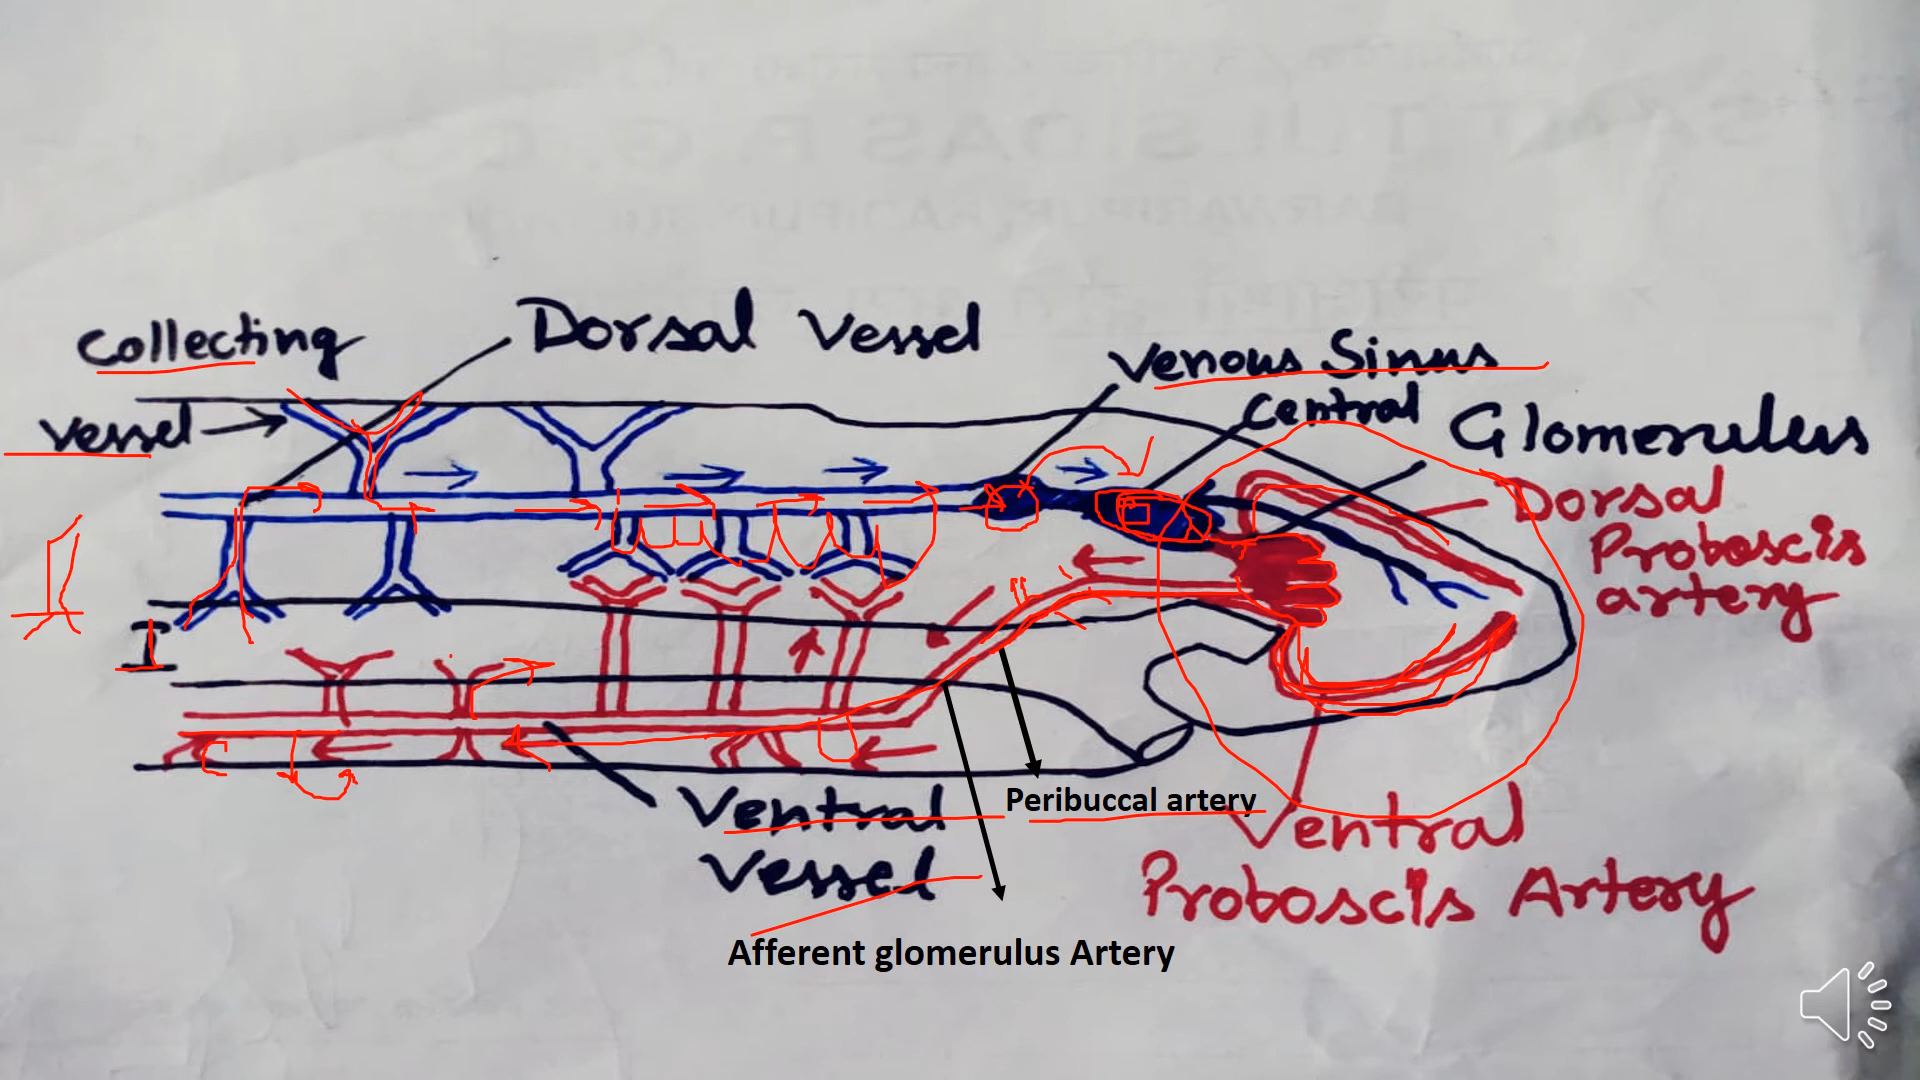 Collecting
Vessel
Dorsal Vessel
Venous Sinus
Central
Glomerulus
Dorsal
Proboscis
artery
I
Ventral
Vessel
Peribuccal artery
Ventral
Proboscis Artery
Afferent glomerulus Artery